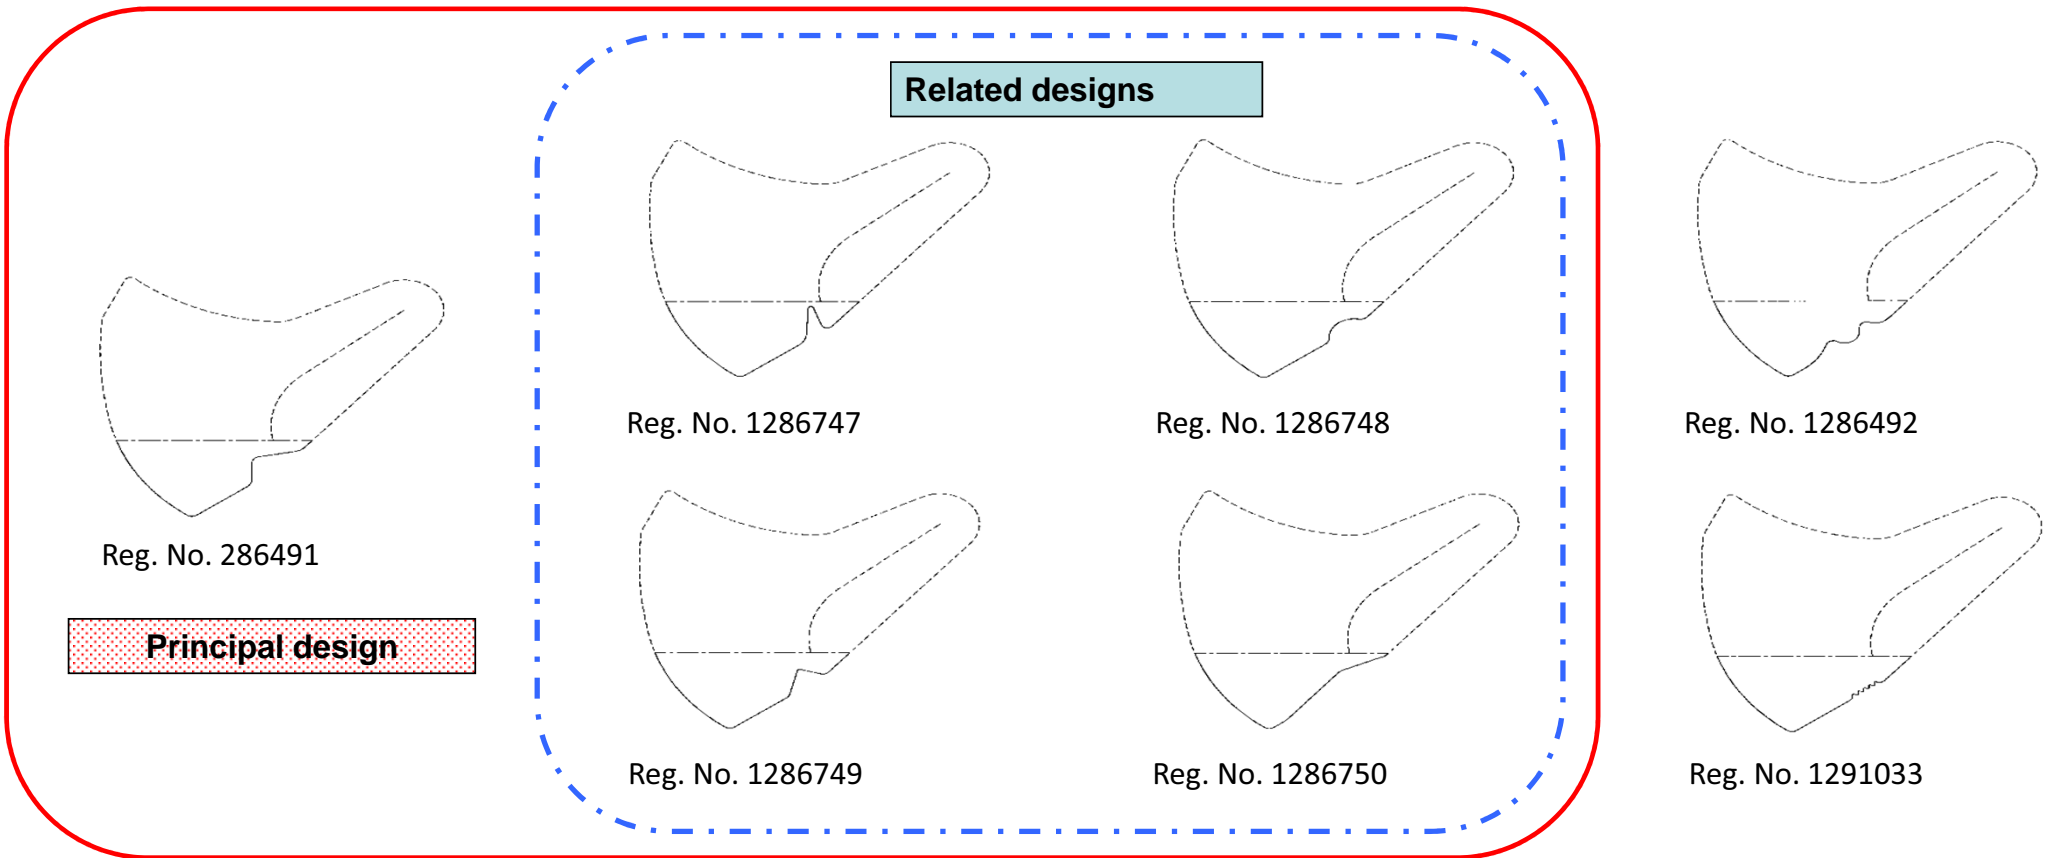 Related designs
Reg. No. 1286747
Reg. No. 1286748
Reg. No. 1286492
Reg. No. 286491
Principal design
Reg. No. 1286749
Reg. No. 1286750
Reg. No. 1291033